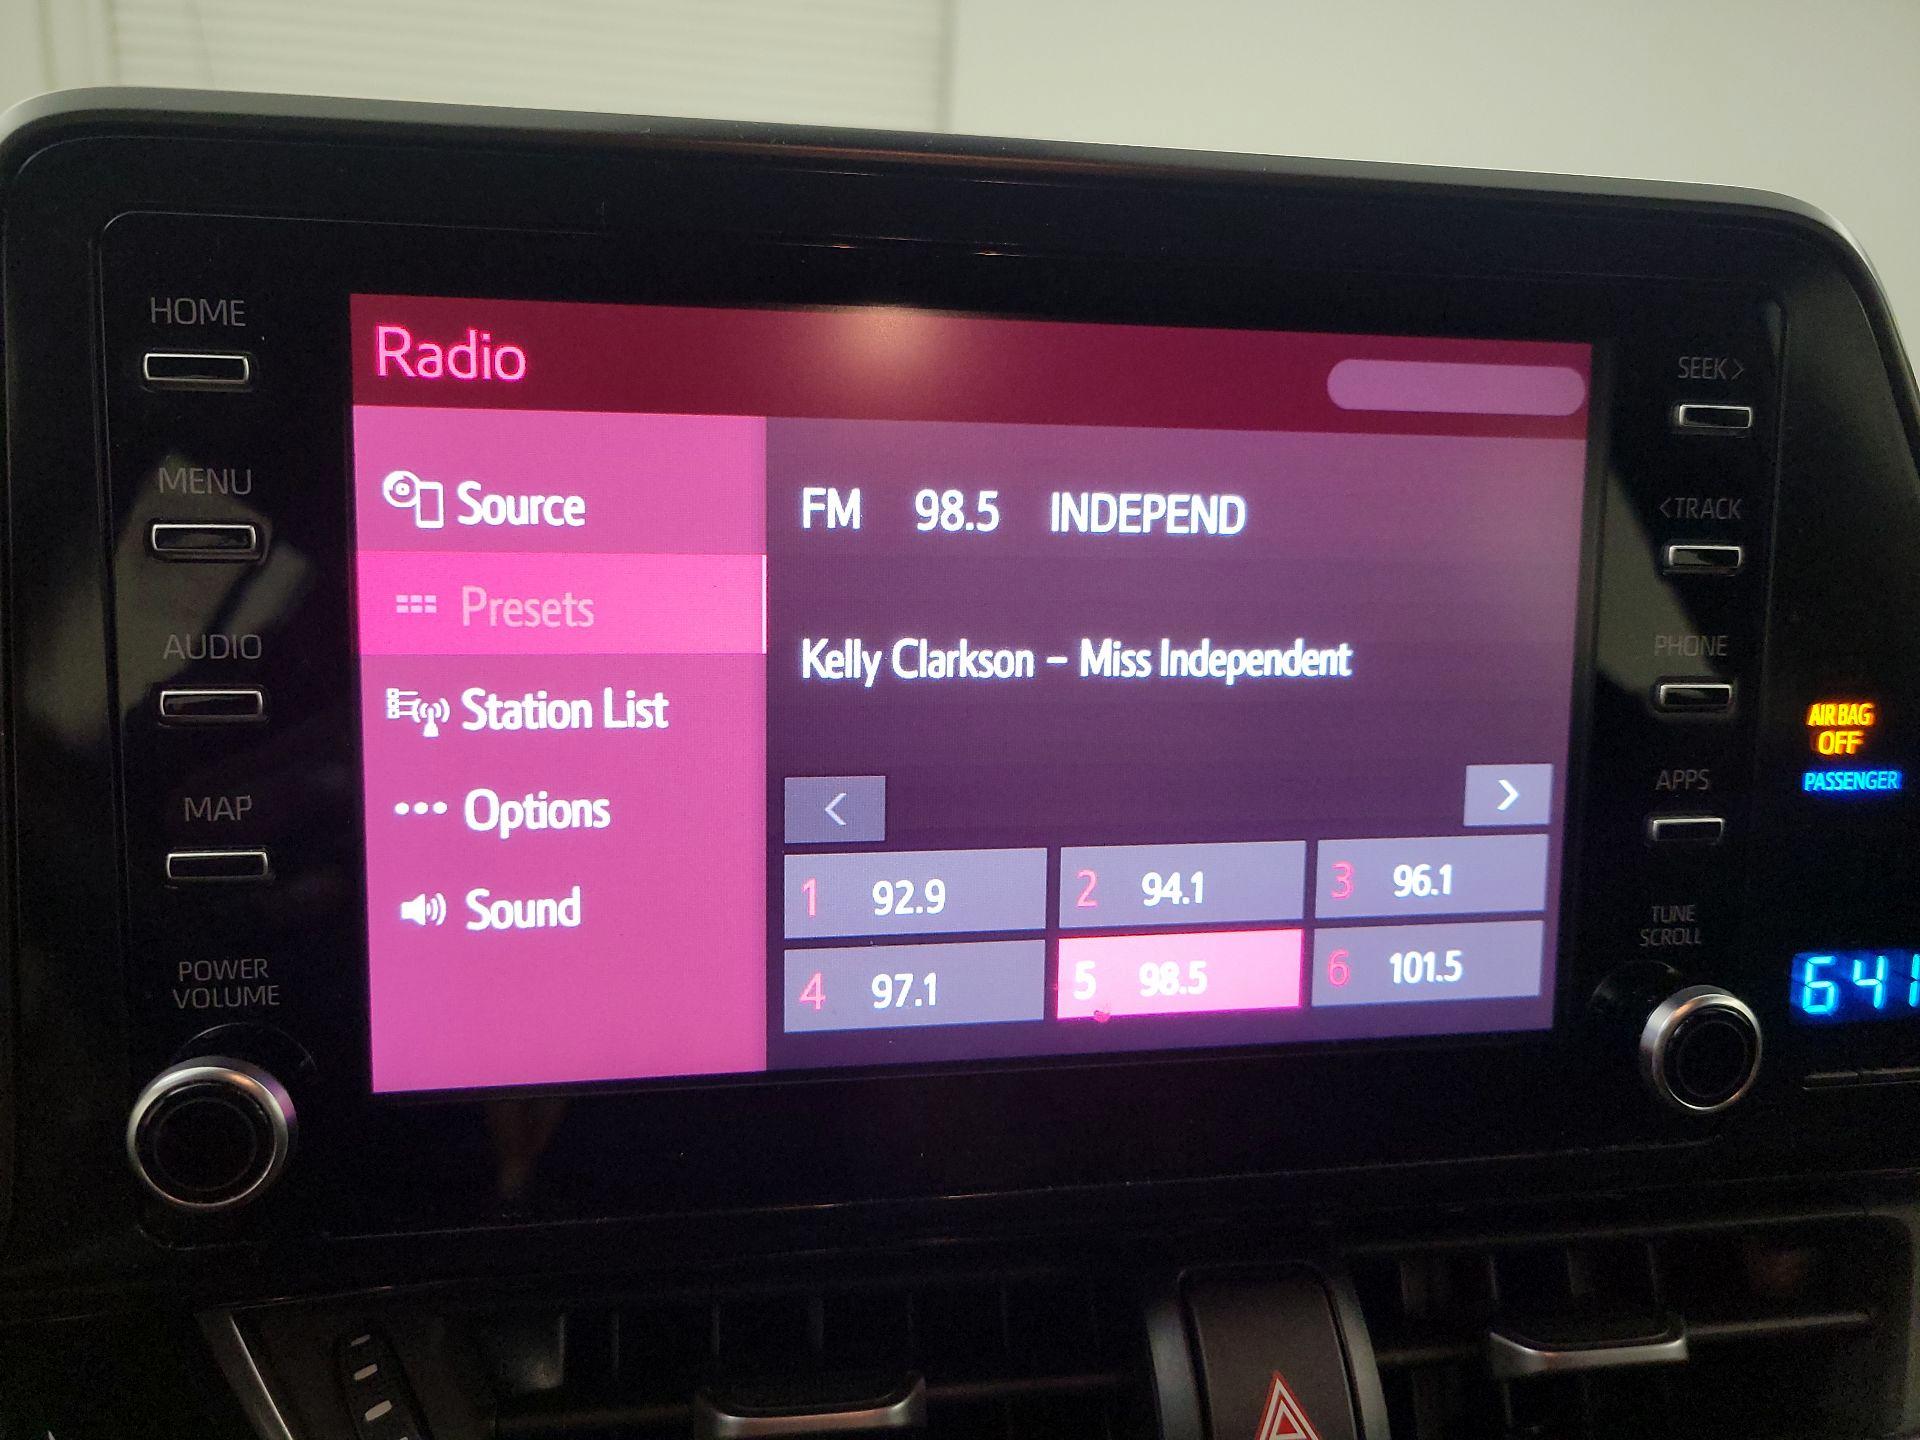 HOME
MENU
AUDIO
MAP
POWER
VOLUME
Radio
Source
Presets
Station List
Options
Sound
FM 98.5 INDEPEND
Kelly Clarkson – Miss Independent
< >
1 92.9 2 94.1 3 96.1
4 97.1 5 98.5 6 101.5
SEEK >
< TRACK
PHONE
APPS
TUNE
SCROLL
AIR BAG
OFF
PASSENGER
641